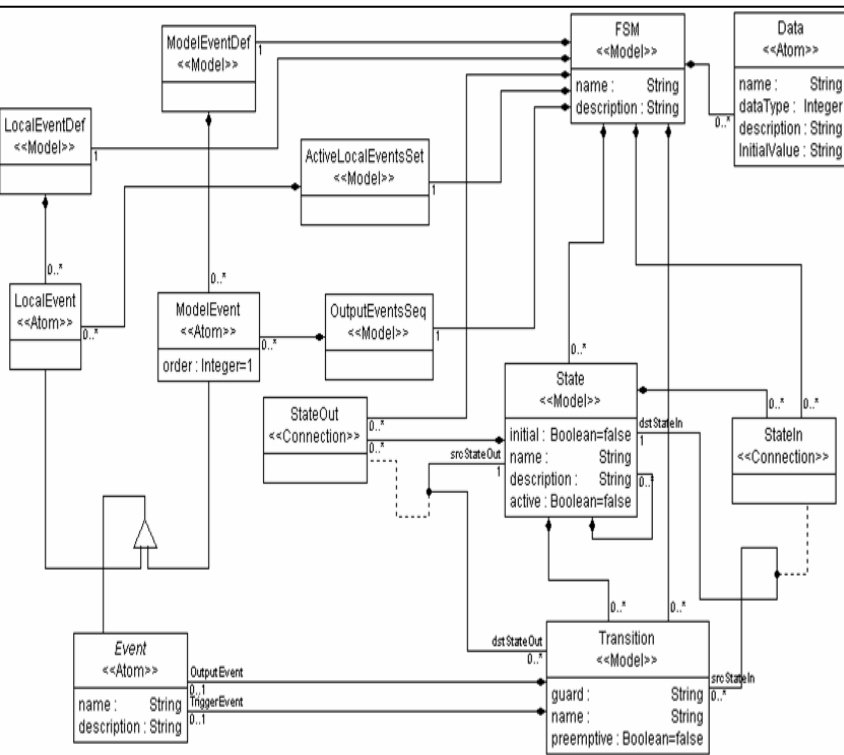 ModelEventDef
<<Model>>
1
FSM
<<Model>>
name : String
description : String
Data
<<Atom>>
name : String
dataType : Integer
description : String
InitialValue : String
0..*
LocalEventDef
<<Model>>
1
ActiveLocalEventsSet
<<Model>>
1
0..*
0..*
LocalEvent
<<Atom>>
0..*
ModelEvent
<<Atom>>
order : Integer=1
0..*
OutputEventsSeq
<<Model>>
1
0..*
State
<<Model>>
initial : Boolean=false
name : String
description : String
active : Boolean=false
0..*
dstStateIn
1
0..*
0..*
StateIn
<<Connection>>
StateOut
<<Connection>>
0..*
0..*
srcStateOut
1
0..*
0..*
Event
<<Atom>>
name : String
description : String
OutputEvent
0..1
TriggerEvent
0..1
dstStateOut
0..*
Transition
<<Model>>
guard : String
name : String
preemptive : Boolean=false
srcStateIn
0..*